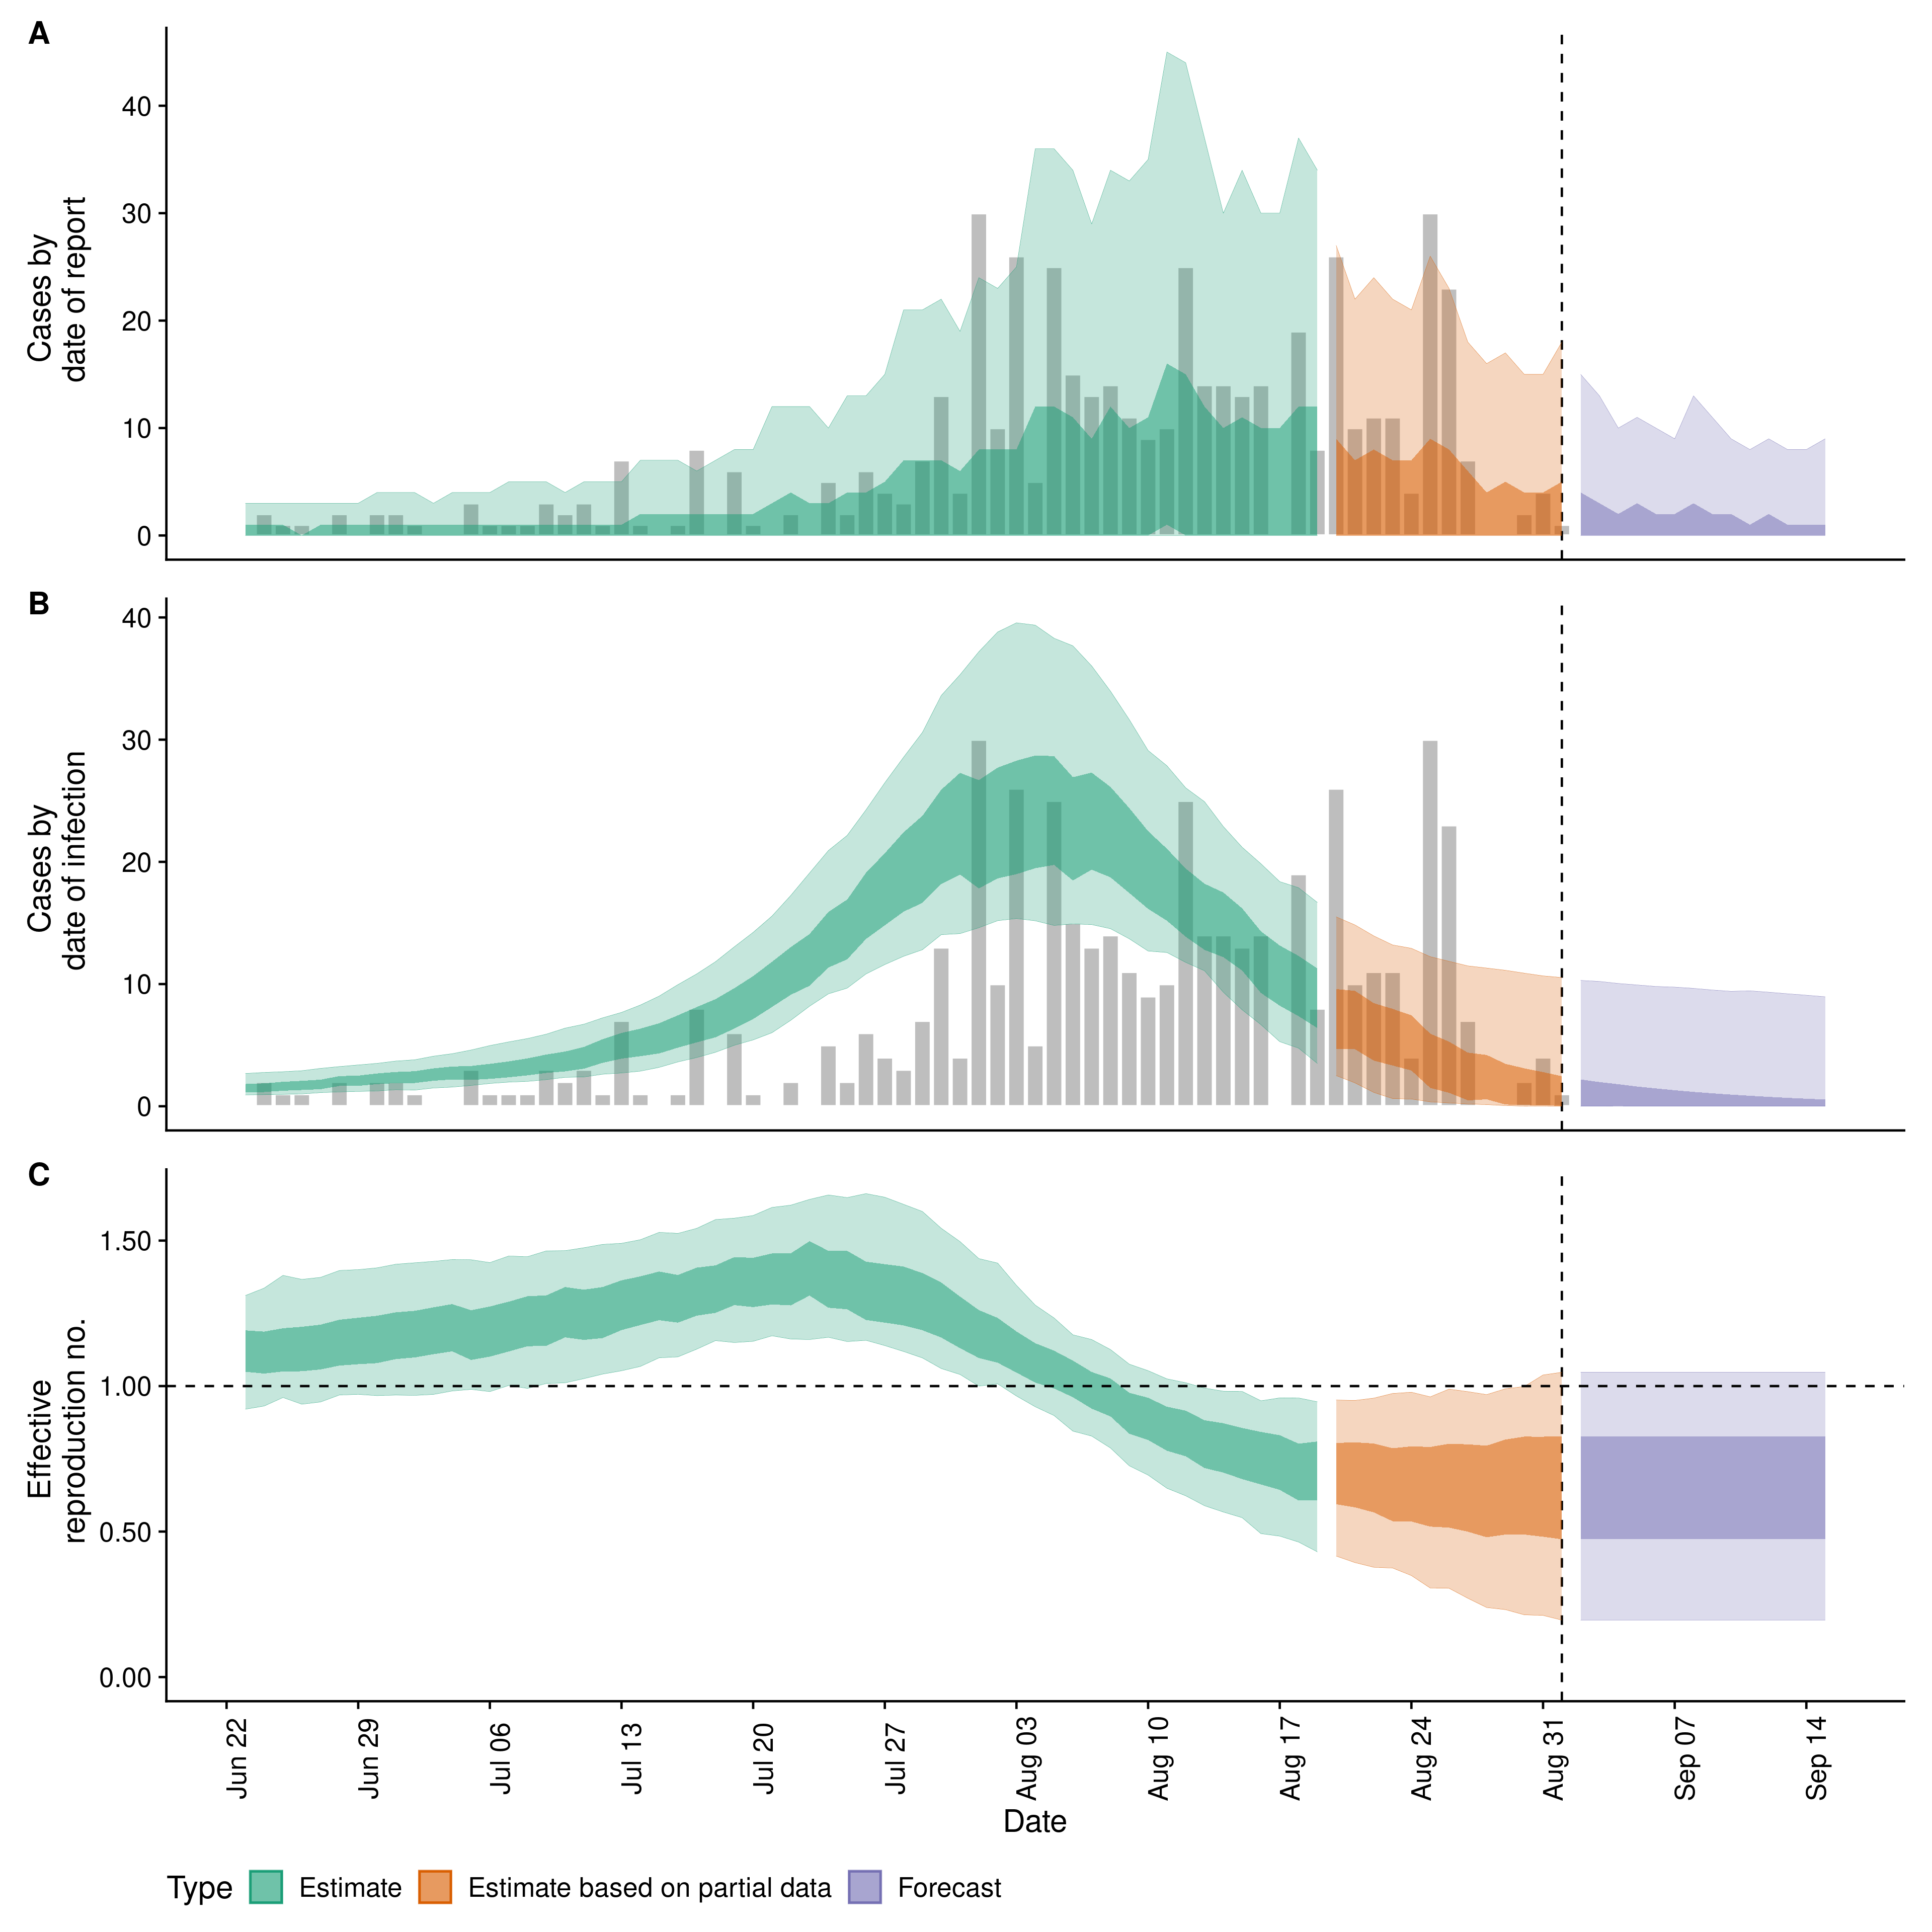 A
Cases by
date of report
40
30
20
10
0
B
Cases by
date of infection
40
30
20
10
0
C
Effective
reproduction no.
1.50
1.00
0.50
0.00
Jun 22
Jun 29
Jul 06
Jul 13
Jul 20
Jul 27
Aug 03
Aug 10
Aug 17
Aug 24
Aug 31
Sep 07
Sep 14
Date
Type Estimate Estimate based on partial data Forecast